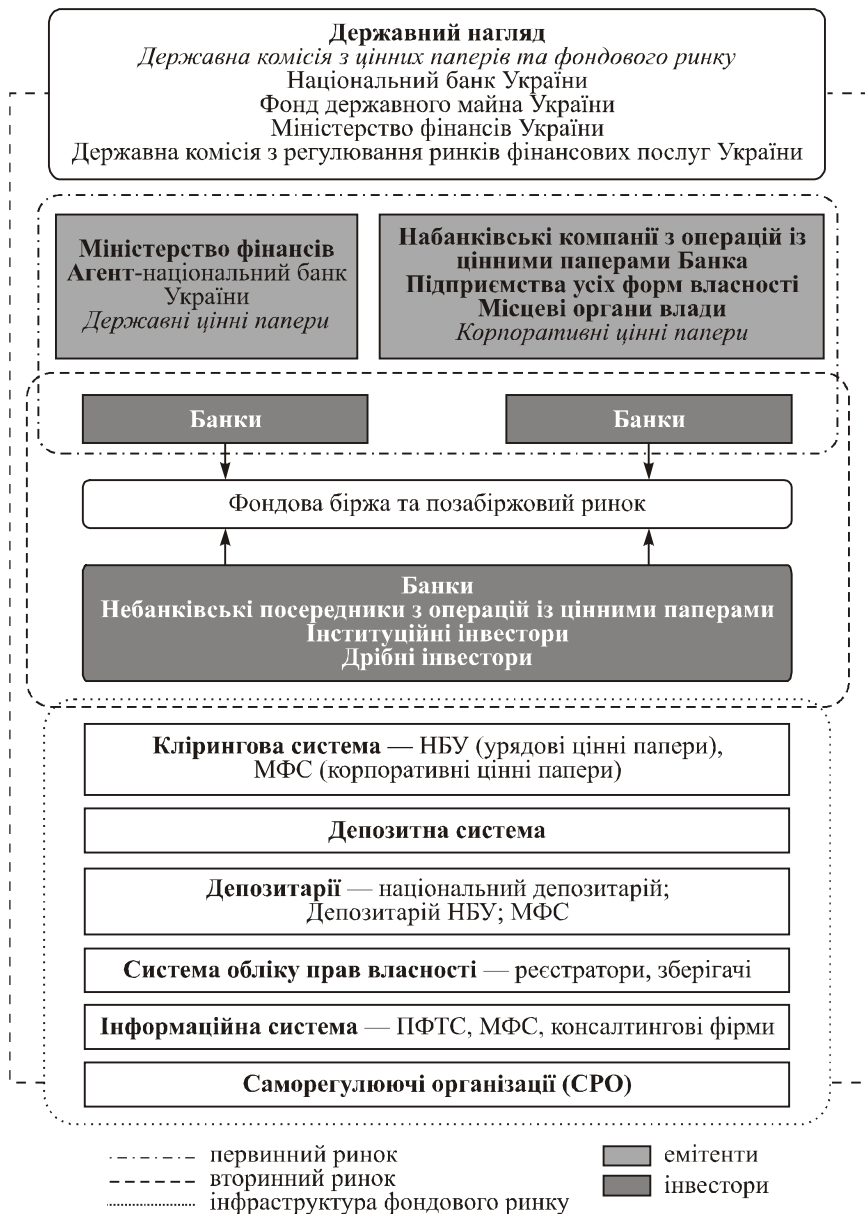 Державний нагляд
Державна комісія з цінних паперів та фондового ринку
Національний банк України
Фонд державного майна України
Міністерство фінансів України
Державна комісія з регулювання ринків фінансових послуг України
Міністерство фінансів
Агент-національний банк
України
Державні цінні папери
Набанківські компанії з операцій із
цінними паперами Банка
Підприємства усіх форм власності
Місцеві органи влади
Корпоративні цінні папери
Банки
Банки
Фондова біржа та позабіржовий ринок
Банки
Небанківські посередники з операцій із цінними паперами
Інституційні інвестори
Дрібні інвестори
Клірингова система — НБУ (урядові цінні папери),
МФС (корпоративні цінні папери)
Депозитна система
Депозитарії — національний депозитарій;
Депозитарій НБУ; МФС
Система обліку прав власності — реєстратори, зберігачі
Інформаційна система — ПФТС, МФС, консалтингові фірми
Саморегулюючі організації (СРО)
первинний ринок
вторинний ринок
інфраструктура фондового ринку
емітенти
інвестори